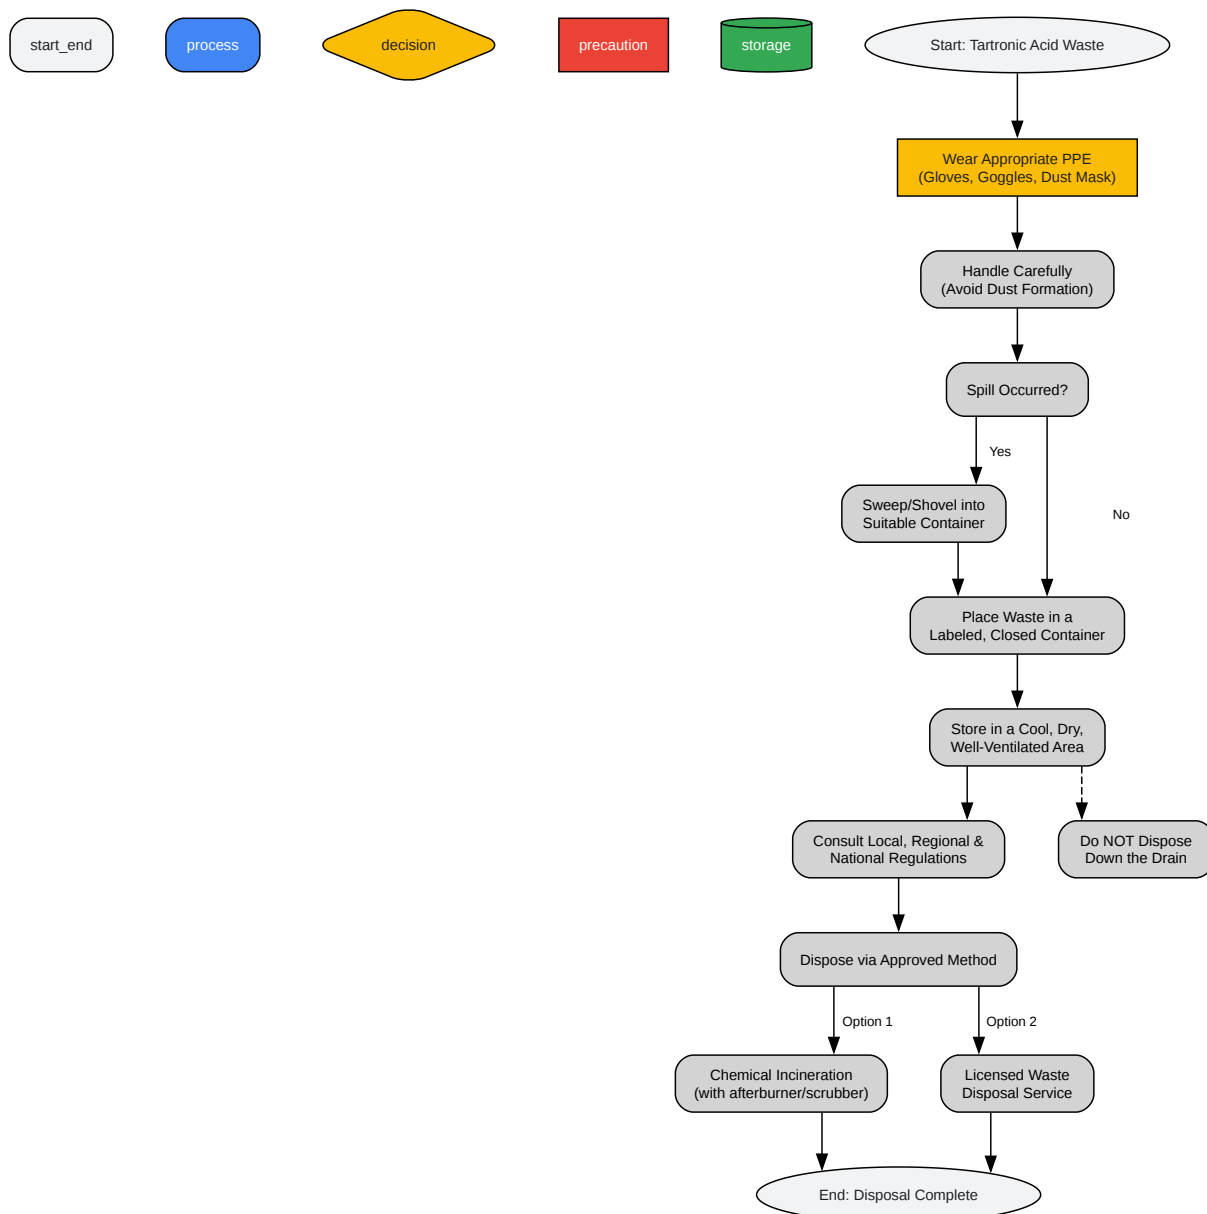 start_end
process
decision
precaution
storage
Start: Tartronic Acid Waste
Wear Appropriate PPE
(Gloves, Goggles, Dust Mask)
Handle Carefully
(Avoid Dust Formation)
Spill Occurred?
Yes
Sweep/Shovel into
Suitable Container
No
Place Waste in a
Labeled, Closed Container
Store in a Cool, Dry,
Well-Ventilated Area
Consult Local, Regional &
National Regulations
Do NOT Dispose
Down the Drain
Dispose via Approved Method
Option 1
Option 2
Chemical Incineration
(with afterburner/scrubber)
Licensed Waste
Disposal Service
End: Disposal Complete